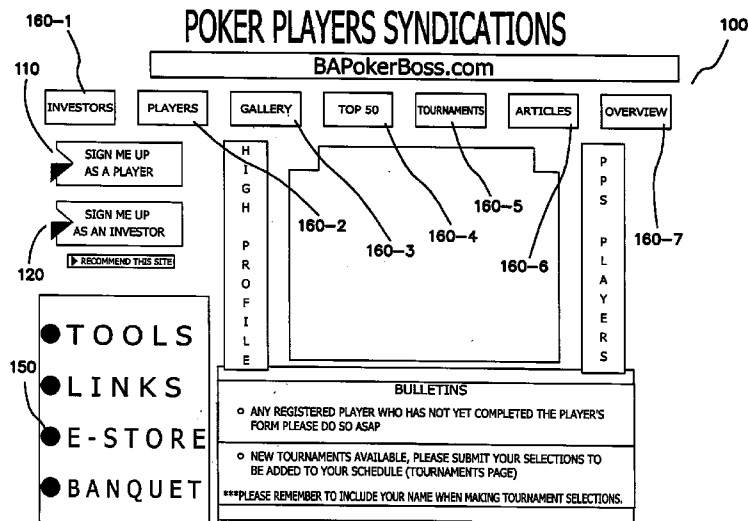 160-1
POKER PLAYERS SYNDICATIONS
100
BAPokerBoss.com
INVESTORS
PLAYERS
GALLERY
TOP 50
TOURNAMENTS
ARTICLES
OVERVIEW
110
SIGN ME UP
AS A PLAYER
SIGN ME UP
AS AN INVESTOR
120
RECOMMEND THIS SITE
HIGH PROFILE
PPS PLAYERS
160-2
160-3
160-4
160-5
160-6
160-7
TOOLS
150
LINKS
E-STORE
BANQUET
BULLETINS
ANY REGISTERED PLAYER WHO HAS NOT YET COMPLETED THE PLAYER'S
FORM PLEASE DO SO ASAP
NEW TOURNAMENTS AVAILABLE, PLEASE SUBMIT YOUR SELECTIONS TO
BE ADDED TO YOUR SCHEDULE (TOURNAMENTS PAGE)
***PLEASE REMEMBER TO INCLUDE YOUR NAME WHEN MAKING TOURNAMENT SELECTIONS.